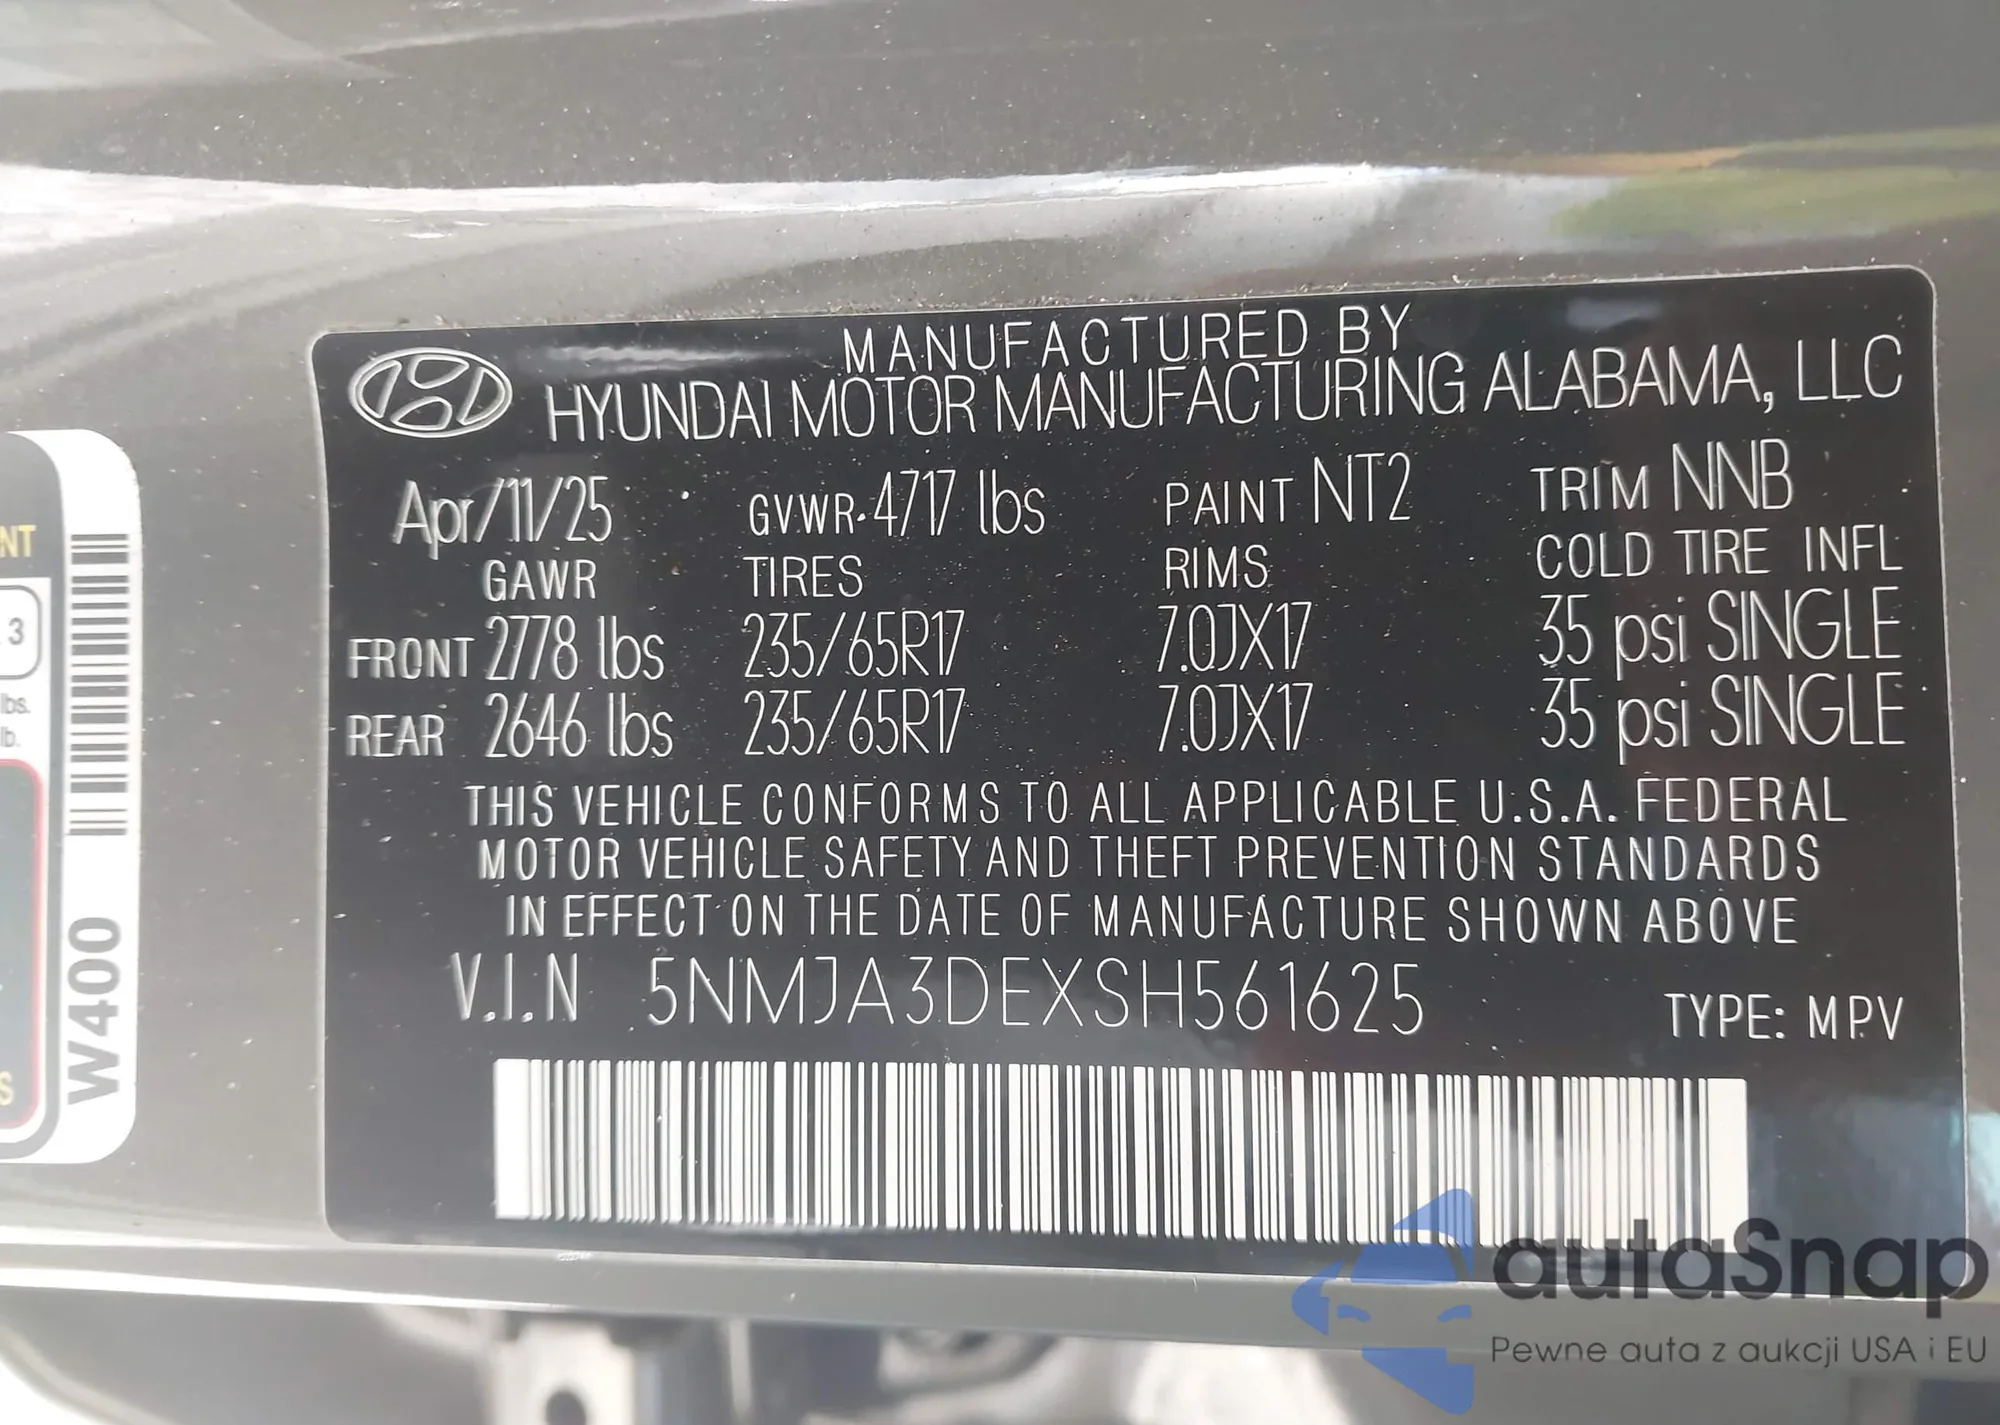 MANUFACTURED BY
HYUNDAI MOTOR MANUFACTURING ALABAMA, LLC
Apr/11/25 GVWR 4717 lbs PAINT NT2 TRIM NNB
GAWR TIRES RIMS COLD TIRE INFL
FRONT 2778 lbs 235/65R17 7.0JX17 35 psi SINGLE
REAR 2646 lbs 235/65R17 7.0JX17 35 psi SINGLE
THIS VEHICLE CONFORMS TO ALL APPLICABLE U.S.A. FEDERAL
MOTOR VEHICLE SAFETY AND THEFT PREVENTION STANDARDS
IN EFFECT ON THE DATE OF MANUFACTURE SHOWN ABOVE
V.I.N 5NMJA3DEXSH561625 TYPE: MPV
NT
3
lbs.
lb.
S
W400
autaSnap
Pewne auta z aukcji USA i EU